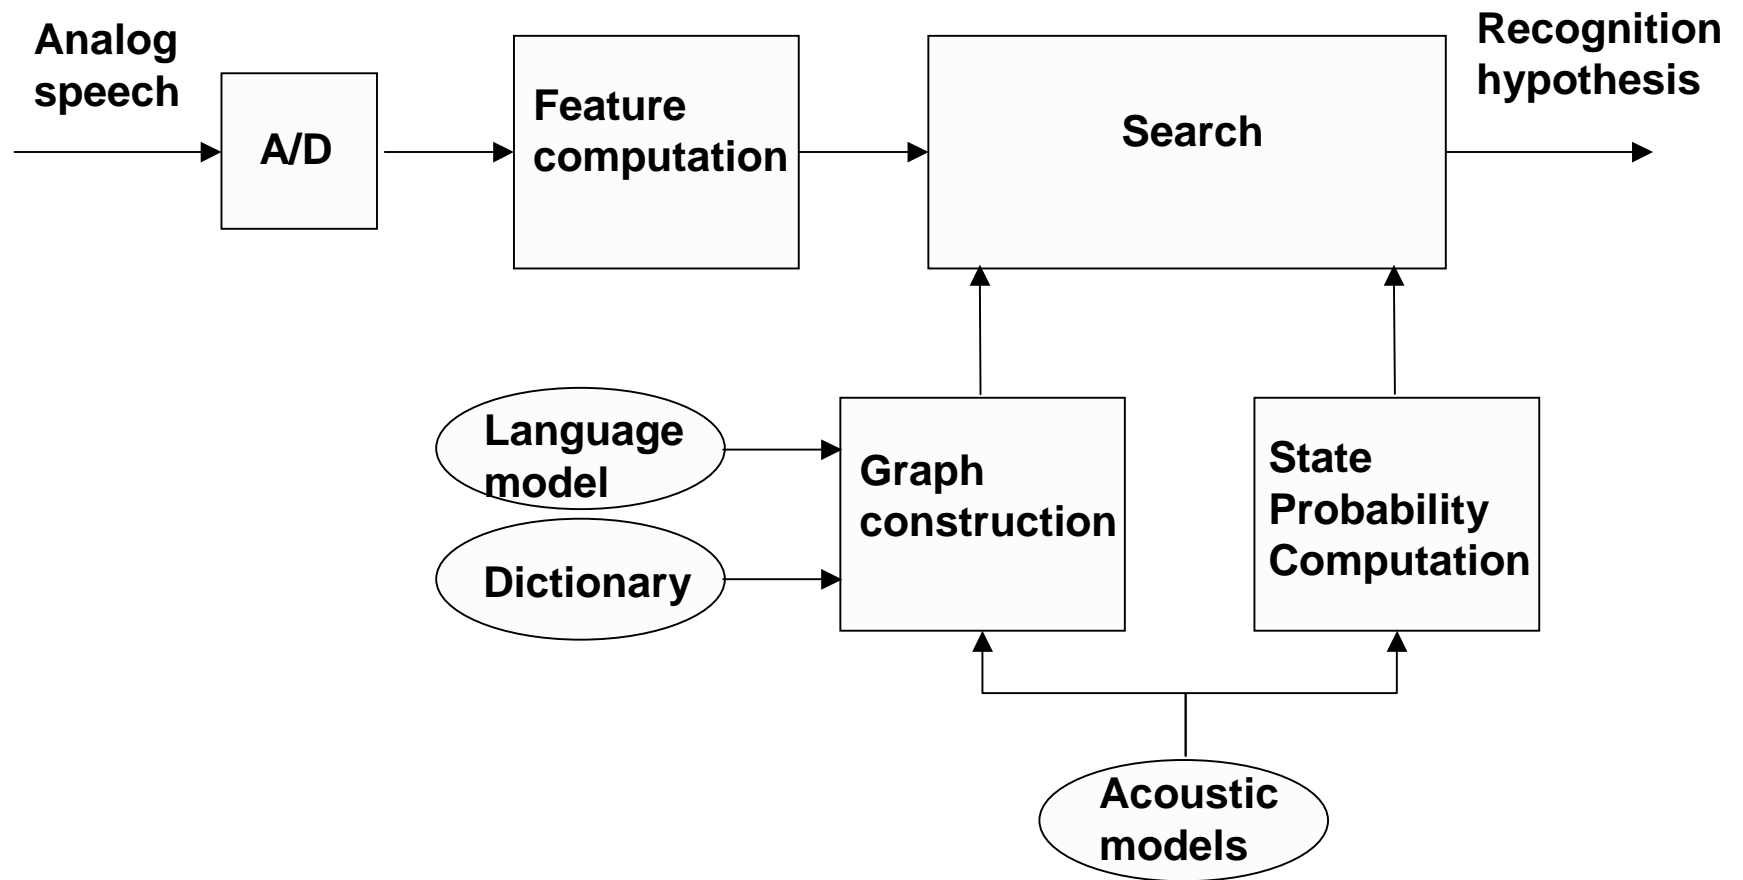 Analog
speech
A/D
Feature
computation
Search
Recognition
hypothesis
Language
model
Dictionary
Graph
construction
State
Probability
Computation
Acoustic
models